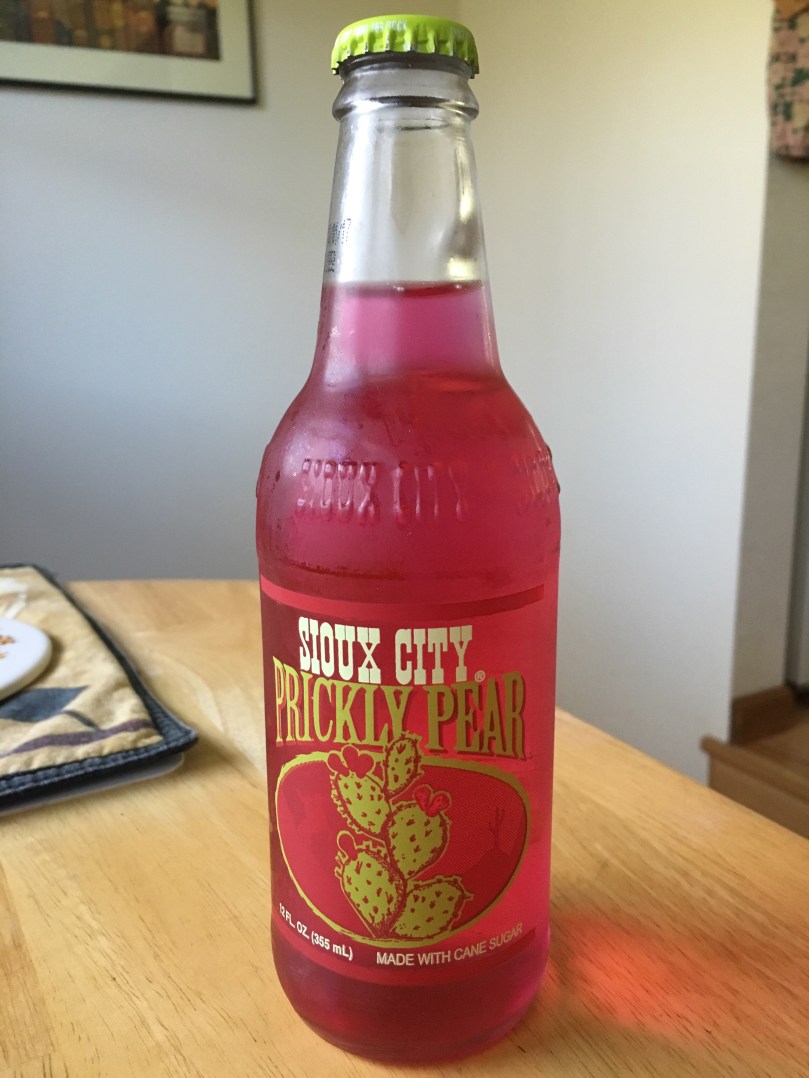 SIOUX CITY
SIOUX CITY®
PRICKLY PEAR
12 FL. OZ. (355 mL)
MADE WITH CANE SUGAR